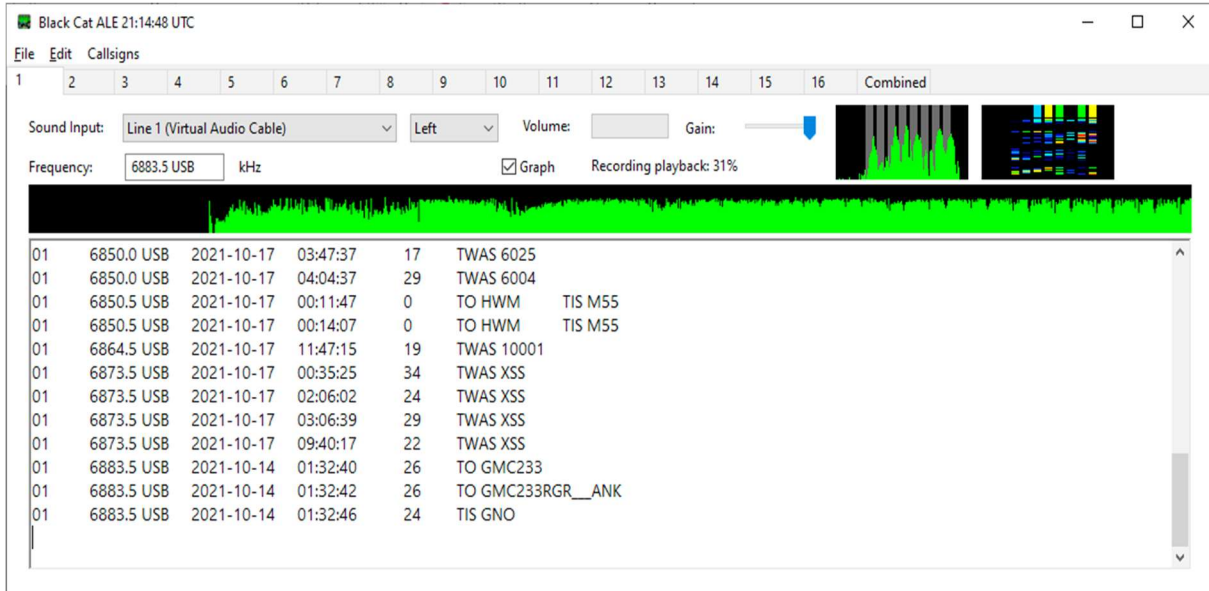 Black Cat ALE 21:14:48 UTC
File Edit Callsigns
1 2 3 4 5 6 7 8 9 10 11 12 13 14 15 16 Combined
Sound Input: Line 1 (Virtual Audio Cable) Left Volume: Gain:
Frequency: 6883.5 USB kHz Graph Recording playback: 31%
01 6850.0 USB 2021-10-17 03:47:37 17 TWAS 6025
01 6850.0 USB 2021-10-17 04:04:37 29 TWAS 6004
01 6850.5 USB 2021-10-17 00:11:47 0 TO HWM TIS M55
01 6850.5 USB 2021-10-17 00:14:07 0 TO HWM TIS M55
01 6864.5 USB 2021-10-17 11:47:15 19 TWAS 10001
01 6873.5 USB 2021-10-17 00:35:25 34 TWAS XSS
01 6873.5 USB 2021-10-17 02:06:02 24 TWAS XSS
01 6873.5 USB 2021-10-17 03:06:39 29 TWAS XSS
01 6873.5 USB 2021-10-17 09:40:17 22 TWAS XSS
01 6883.5 USB 2021-10-14 01:32:40 26 TO GMC233
01 6883.5 USB 2021-10-14 01:32:42 26 TO GMC233RGR___ANK
01 6883.5 USB 2021-10-14 01:32:46 24 TIS GNO